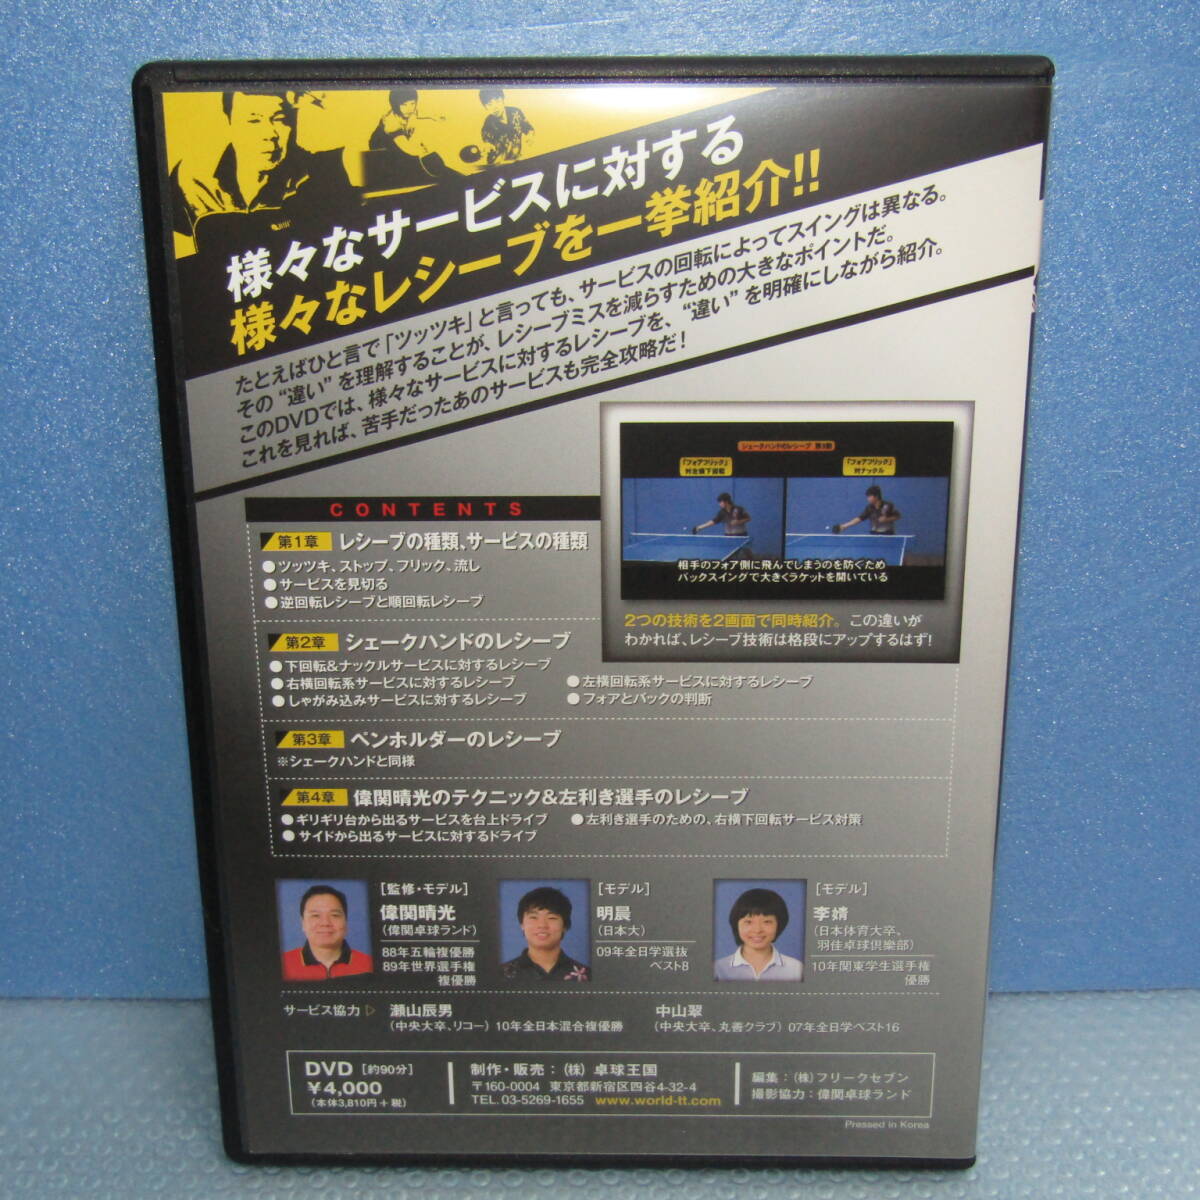 様々なサービスに対する
様々なレシーブを一挙紹介!!
たとえばひと言で「ツッツキ」と言っても、サービスの回転によってスイングは異なる。
その“違い”を理解することが、レシーブミスを減らすための大きなポイントだ。
このDVDでは、様々なサービスに対するレシーブを、“違い”を明確にしながら紹介。
これを見れば、苦手だったあのサービスも完全攻略だ!
シェークハンドのレシーブ 第3節
「フォアフリック」
対左横下回転
「フォアフリック」
対ナックル
相手のフォア側に飛んでしまうのを防ぐため
バックスイングで大きくラケットを開いている
2つの技術を2画面で同時紹介。この違いが
わかれば、レシーブ技術は格段にアップするはず!
CONTENTS
第1章 レシーブの種類、サービスの種類
●ツッツキ、ストップ、フリック、流し
●サービスを見切る
●逆回転レシーブと順回転レシーブ
第2章 シェークハンドのレシーブ
●下回転&ナックルサービスに対するレシーブ
●右横回転系サービスに対するレシーブ ●左横回転系サービスに対するレシーブ
●しゃがみ込みサービスに対するレシーブ ●フォアとバックの判断
第3章 ペンホルダーのレシーブ
※シェークハンドと同様
第4章 偉関晴光のテクニック&左利き選手のレシーブ
●ギリギリ台から出るサービスを台上ドライブ ●左利き選手のための、右横下回転サービス対策
●サイドから出るサービスに対するドライブ
[監修・モデル]
偉関晴光
(偉関卓球ランド)
88年五輪複優勝
89年世界選手権
複優勝
[モデル]
明晨
(日本大)
09年全日学選抜
ベスト8
[モデル]
李婧
(日本体育大卒、
羽佳卓球倶楽部)
10年関東学生選手権
優勝
サービス協力 ▷ 瀬山辰男 中山翠
(中央大卒、リコー) 10年全日本混合複優勝 (中央大卒、丸善クラブ) 07年全日学ベスト16
DVD [約90分]
¥4,000
(本体3,810円+税)
制作・販売:(株)卓球王国
〒160-0004 東京都新宿区四谷4-32-4
TEL. 03-5269-1655 www.world-tt.com
編集:(株)フリークセブン
撮影協力:偉関卓球ランド
Pressed in Korea